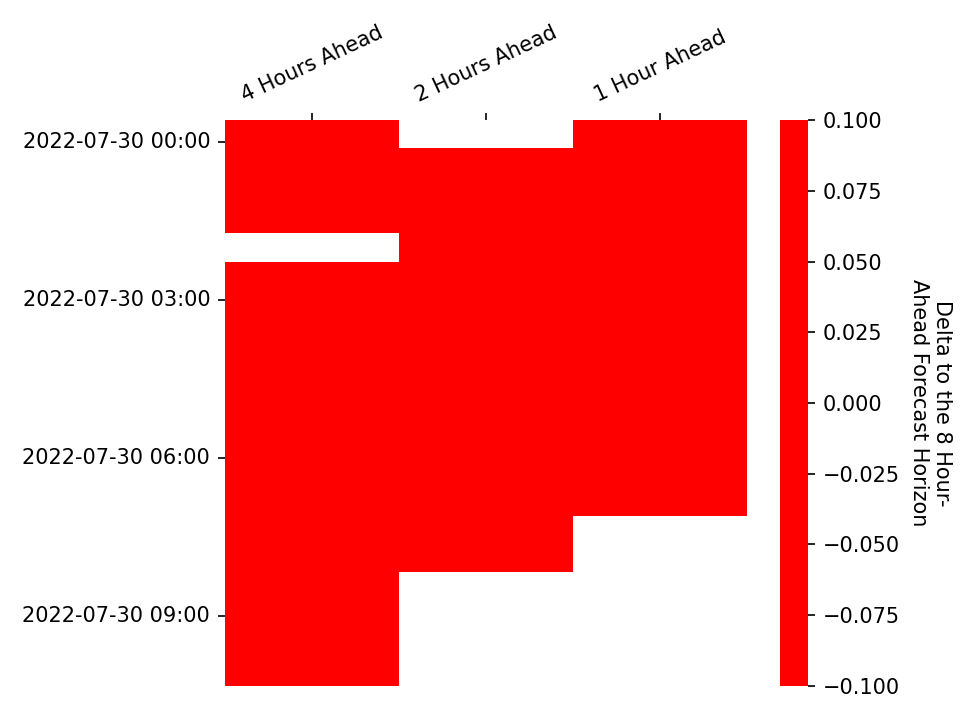 4 Hours Ahead
2 Hours Ahead
1 Hour Ahead
2022-07-30 00:00
2022-07-30 03:00
2022-07-30 06:00
2022-07-30 09:00
0.100
0.075
0.050
0.025
0.000
−0.025
−0.050
−0.075
−0.100
Delta to the 8 Hour-
Ahead Forecast Horizon